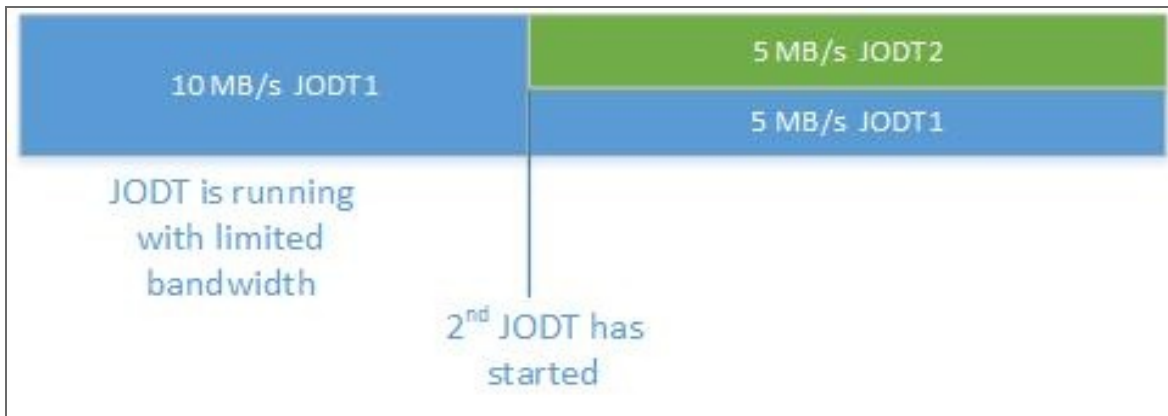 10 MB/s JODT1
5 MB/s JODT2
5 MB/s JODT1
JODT is running
with limited
bandwidth
2nd JODT has
started